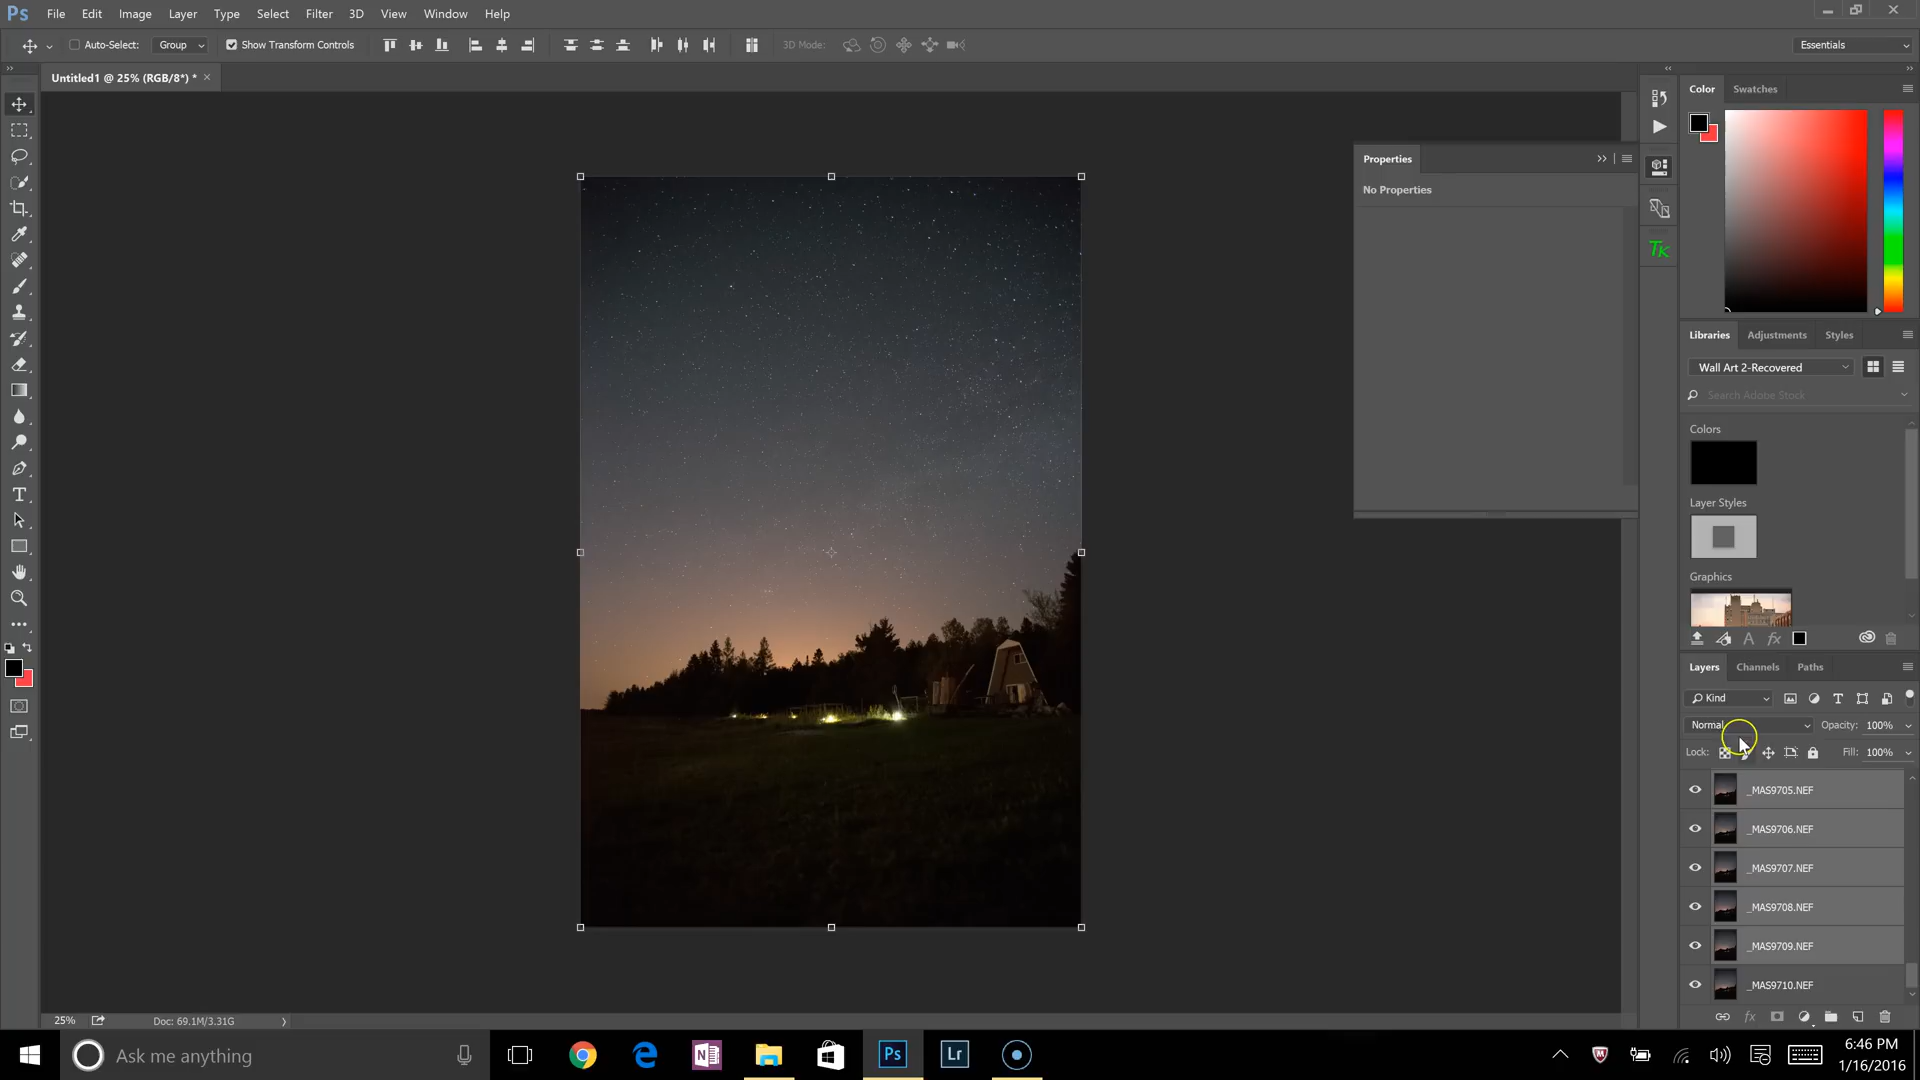 Ps File Edit Image Layer Type Select Filter 3D View Window Help
Auto-Select: Group Show Transform Controls 3D Mode: Essentials
Untitled1 @ 25% (RGB/8*) *
Color Swatches
Properties
No Properties
TK
Libraries Adjustments Styles
Wall Art 2-Recovered
Search Adobe Stock
Colors
Layer Styles
Graphics
Layers Channels Paths
Kind
Normal Opacity: 100%
Lock: Fill: 100%
_MAS9705.NEF
_MAS9706.NEF
_MAS9707.NEF
_MAS9708.NEF
_MAS9709.NEF
_MAS9710.NEF
25% Doc: 69.1M/3.31G
Ask me anything
Ps Lr
6:46 PM
1/16/2016